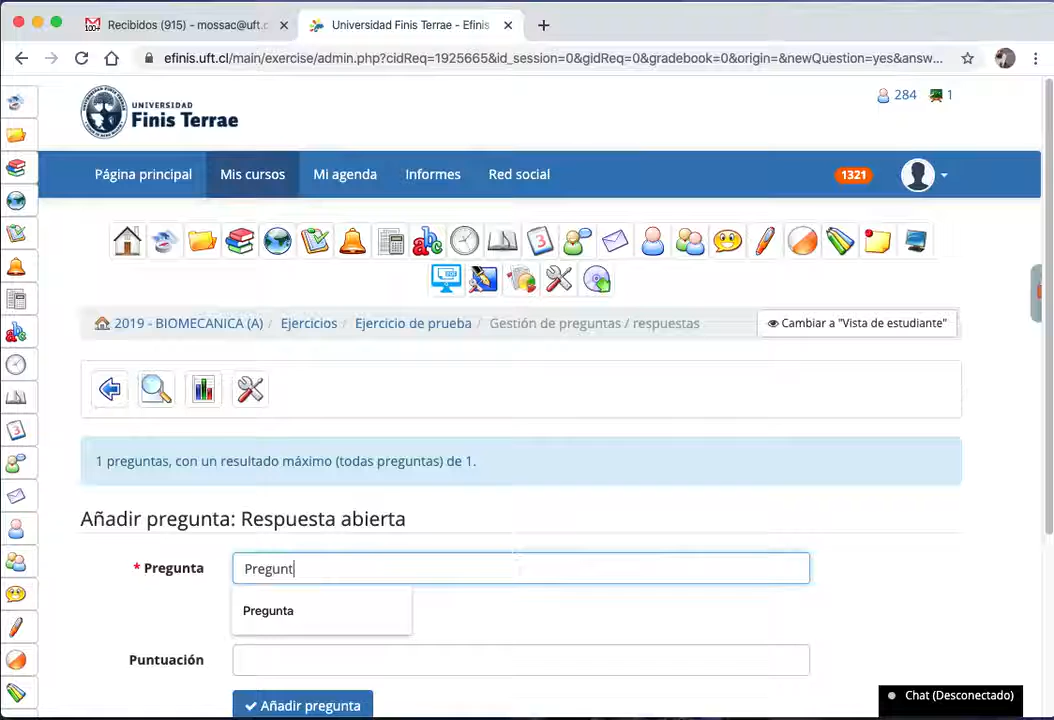 Recibidos (915) - mossac@uft.c
Universidad Finis Terrae - Efinis
efinis.uft.cl/main/exercise/admin.php?cidReq=1925665&id_session=0&gidReq=0&gradebook=0&origin=&newQuestion=yes&answ...
UNIVERSIDAD
Finis Terrae
284 1
Página principal Mis cursos Mi agenda Informes Red social 1321
2019 - BIOMECANICA (A) / Ejercicios / Ejercicio de prueba / Gestión de preguntas / respuestas
Cambiar a "Vista de estudiante"
1 preguntas, con un resultado máximo (todas preguntas) de 1.
Añadir pregunta: Respuesta abierta
* Pregunta
Pregunt
Pregunta
Puntuación
Añadir pregunta
Chat (Desconectado)